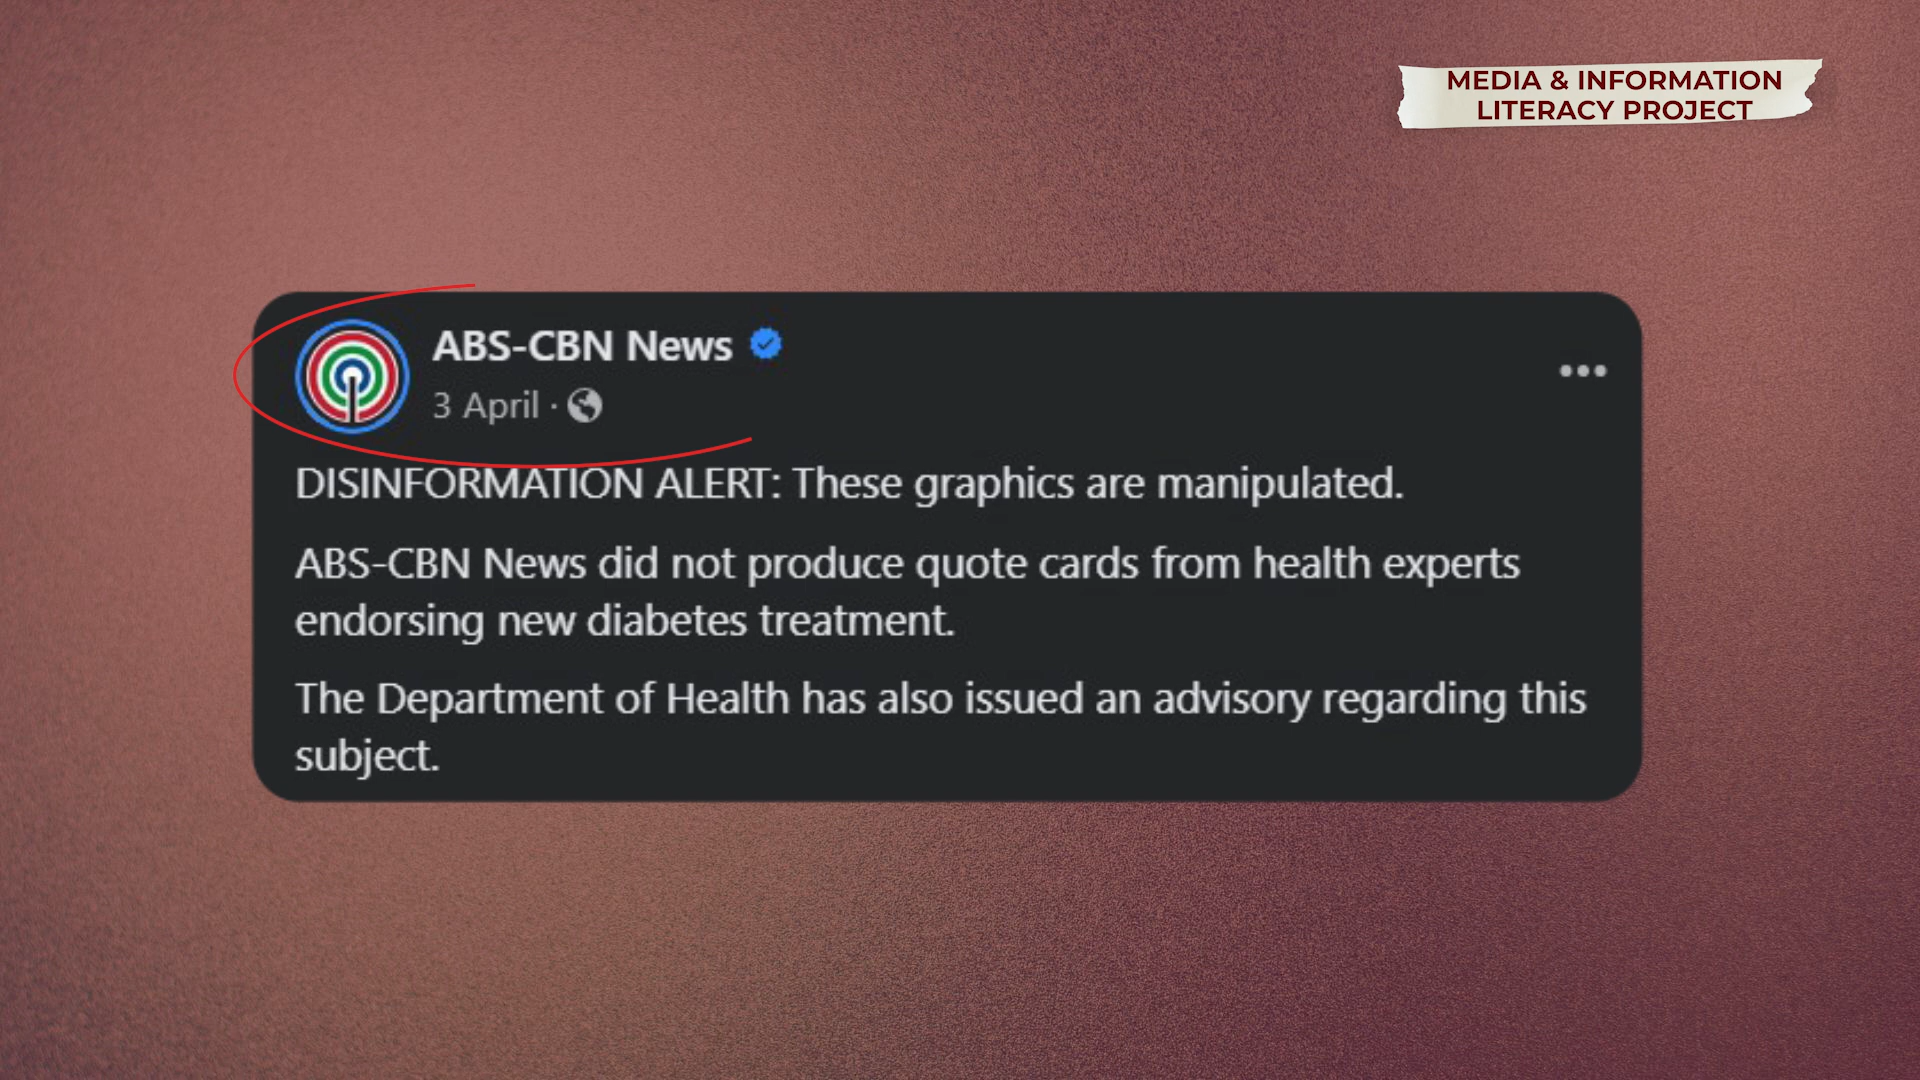 MEDIA & INFORMATION
LITERACY PROJECT
ABS-CBN News
3 April ·
DISINFORMATION ALERT: These graphics are manipulated.
ABS-CBN News did not produce quote cards from health experts
endorsing new diabetes treatment.
The Department of Health has also issued an advisory regarding this
subject.